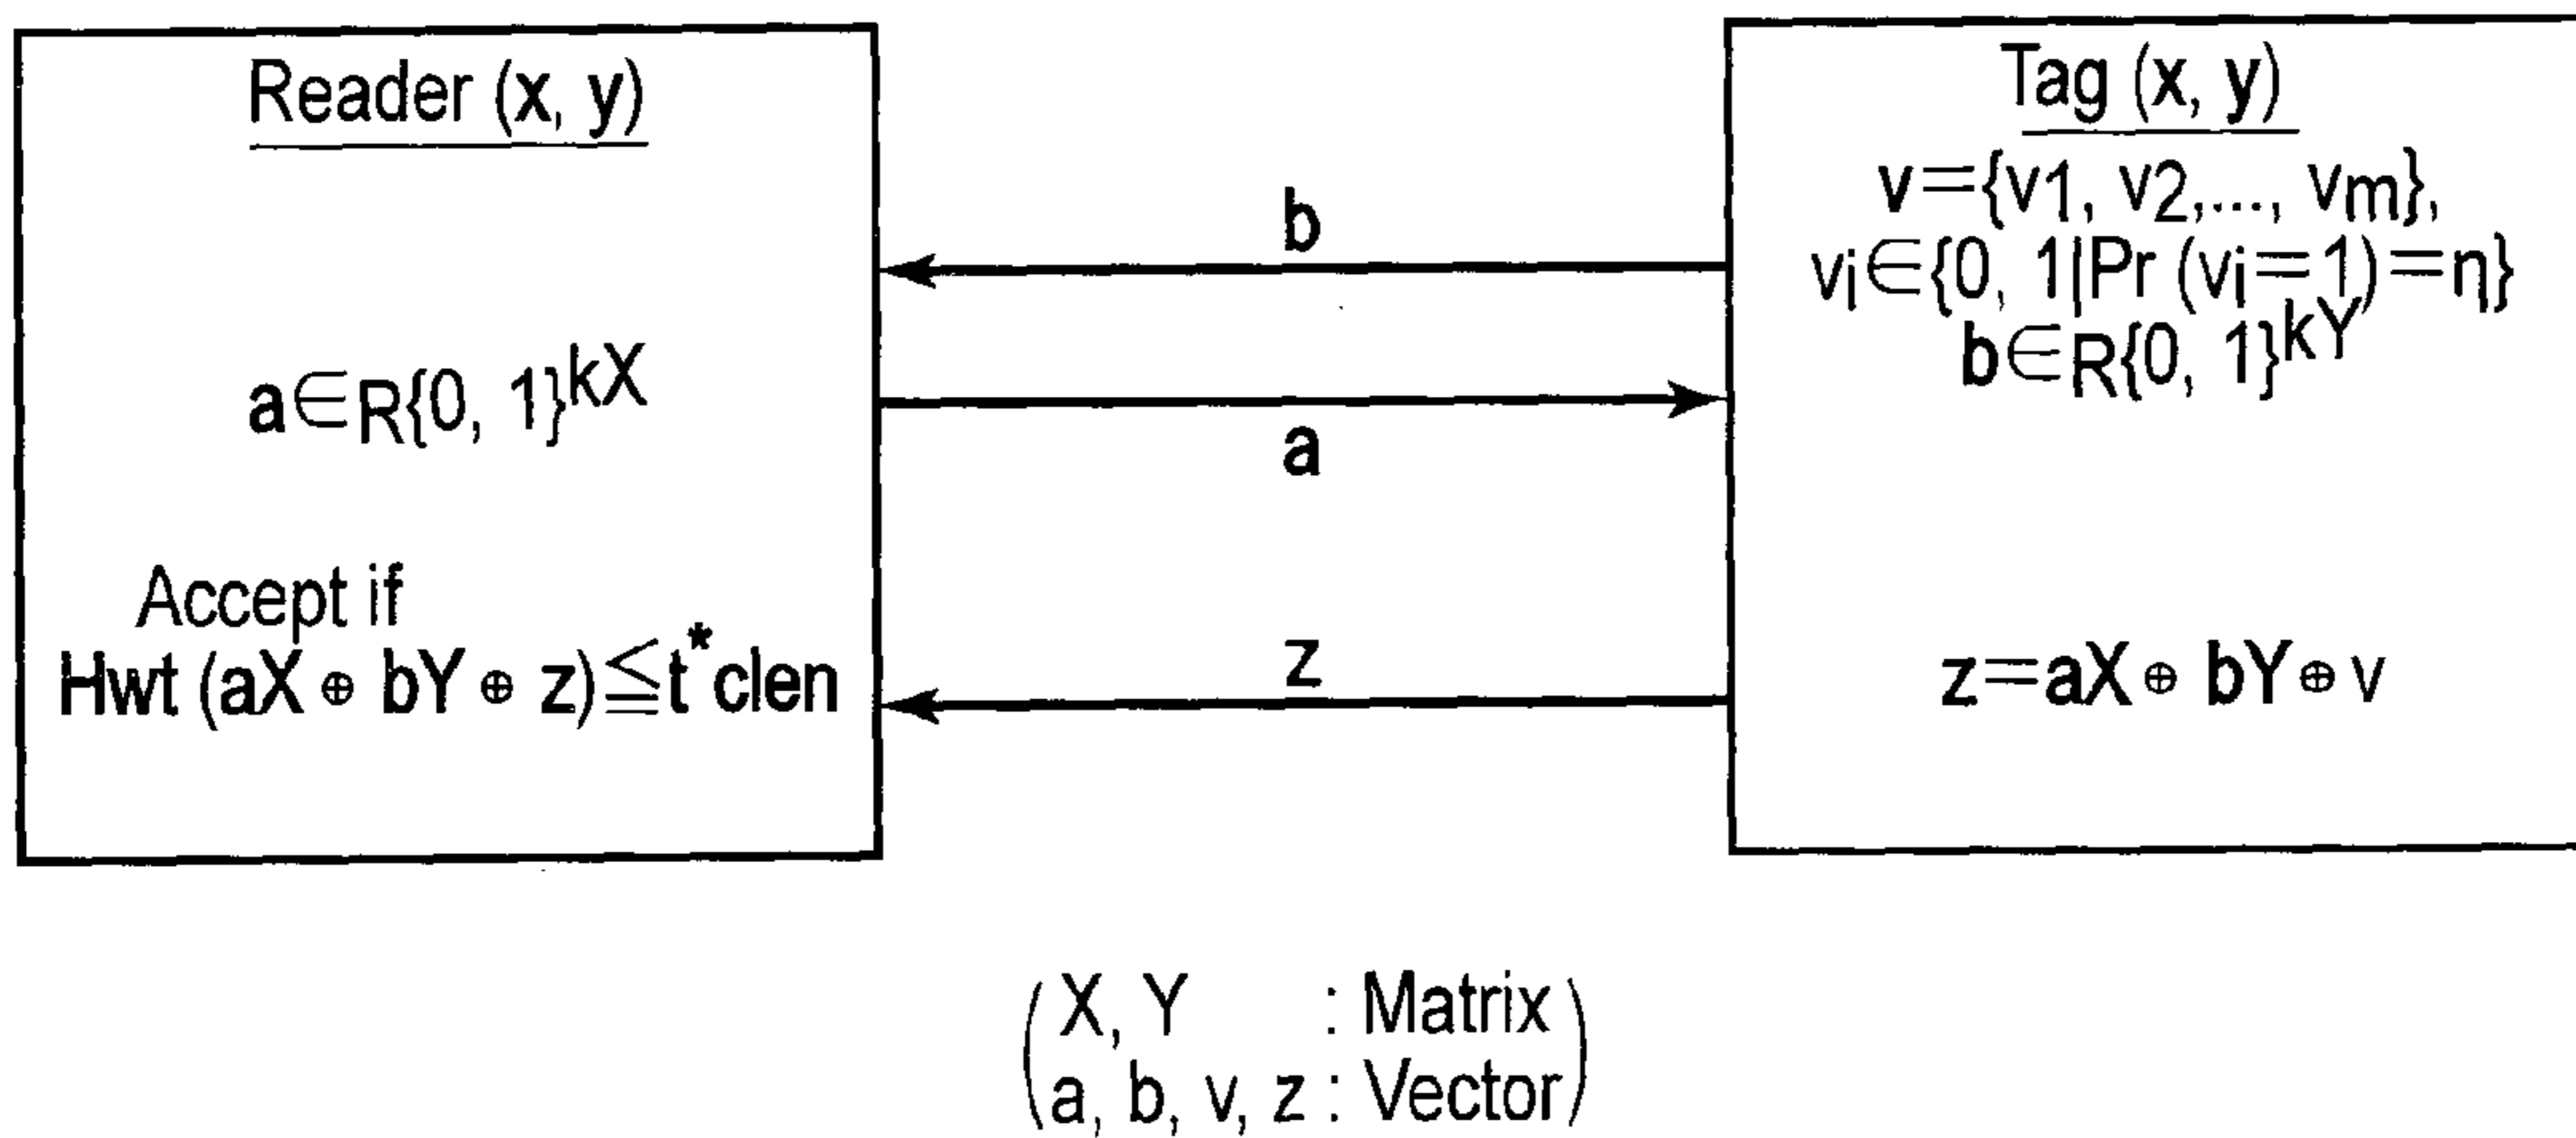 Reader (x, y)
a∈R{0, 1}kX
Accept if
Hwt (aX ⊕ bY ⊕ z)≦t*clen
b
a
z
Tag (x, y)
v={v1, v2,..., vm},
vi∈{0, 1|Pr (vi=1)=η}
b∈R{0, 1}kY
z=aX ⊕ bY⊕ v
X, Y : Matrix
a, b, v, z : Vector